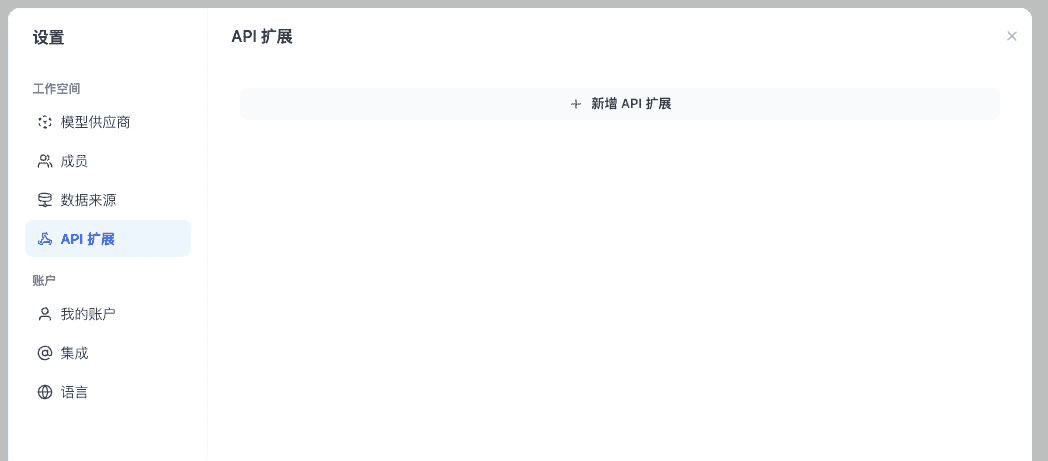 设置
工作空间
模型供应商
成员
数据来源
API 扩展
账户
我的账户
集成
语言
API 扩展
新增 API 扩展